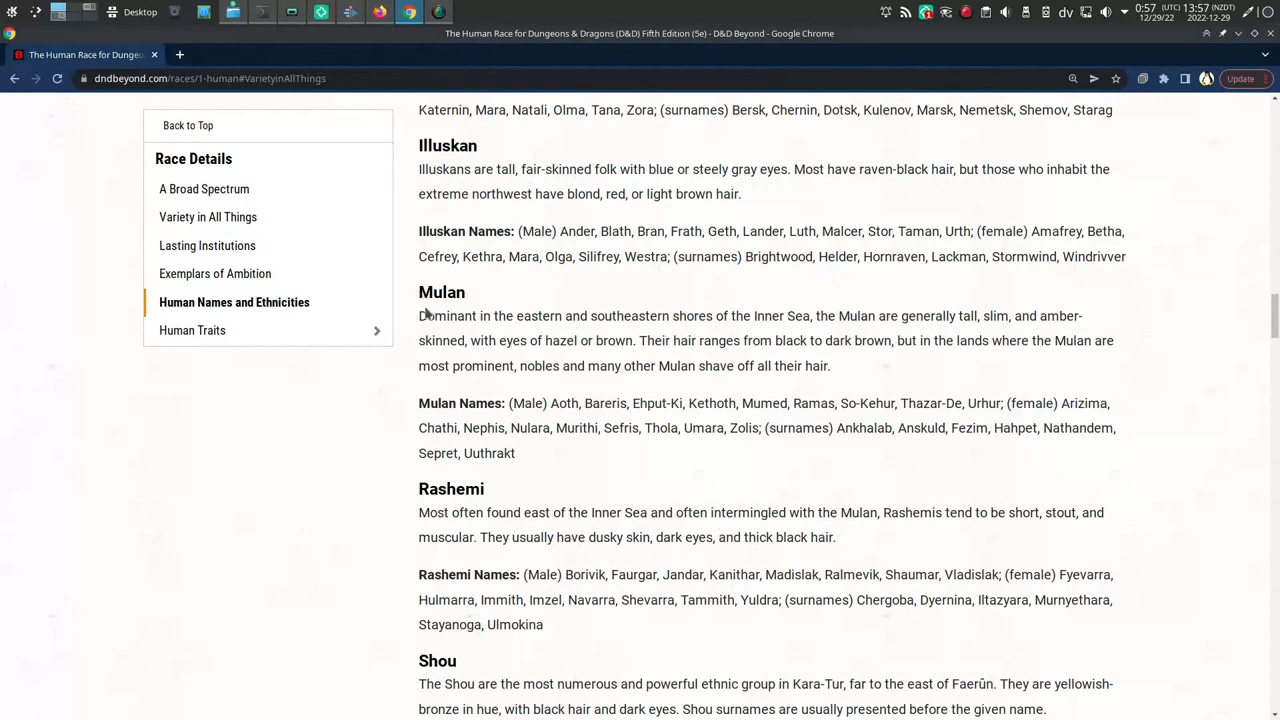 Desktop
1
dv
0:57 (UTC) 13:57 (NZDT)
12/29/22 2022-12-29
The Human Race for Dungeons & Dragons (D&D) Fifth Edition (5e) - D&D Beyond - Google Chrome
The Human Race for Dungeo
dndbeyond.com/races/1-human#VarietyinAllThings
Update
Back to Top
Race Details
A Broad Spectrum
Variety in All Things
Lasting Institutions
Exemplars of Ambition
Human Names and Ethnicities
Human Traits
Katernin, Mara, Natali, Olma, Tana, Zora; (surnames) Bersk, Chernin, Dotsk, Kulenov, Marsk, Nemetsk, Shemov, Starag
Illuskan
Illuskans are tall, fair-skinned folk with blue or steely gray eyes. Most have raven-black hair, but those who inhabit the
extreme northwest have blond, red, or light brown hair.
Illuskan Names: (Male) Ander, Blath, Bran, Frath, Geth, Lander, Luth, Malcer, Stor, Taman, Urth; (female) Amafrey, Betha,
Cefrey, Kethra, Mara, Olga, Silifrey, Westra; (surnames) Brightwood, Helder, Hornraven, Lackman, Stormwind, Windrivver
Mulan
Dominant in the eastern and southeastern shores of the Inner Sea, the Mulan are generally tall, slim, and amber-
skinned, with eyes of hazel or brown. Their hair ranges from black to dark brown, but in the lands where the Mulan are
most prominent, nobles and many other Mulan shave off all their hair.
Mulan Names: (Male) Aoth, Bareris, Ehput-Ki, Kethoth, Mumed, Ramas, So-Kehur, Thazar-De, Urhur; (female) Arizima,
Chathi, Nephis, Nulara, Murithi, Sefris, Thola, Umara, Zolis; (surnames) Ankhalab, Anskuld, Fezim, Hahpet, Nathandem,
Sepret, Uuthrakt
Rashemi
Most often found east of the Inner Sea and often intermingled with the Mulan, Rashemis tend to be short, stout, and
muscular. They usually have dusky skin, dark eyes, and thick black hair.
Rashemi Names: (Male) Borivik, Faurgar, Jandar, Kanithar, Madislak, Ralmevik, Shaumar, Vladislak; (female) Fyevarra,
Hulmarra, Immith, Imzel, Navarra, Shevarra, Tammith, Yuldra; (surnames) Chergoba, Dyernina, Iltazyara, Murnyethara,
Stayanoga, Ulmokina
Shou
The Shou are the most numerous and powerful ethnic group in Kara-Tur, far to the east of Faerûn. They are yellowish-
bronze in hue, with black hair and dark eyes. Shou surnames are usually presented before the given name.